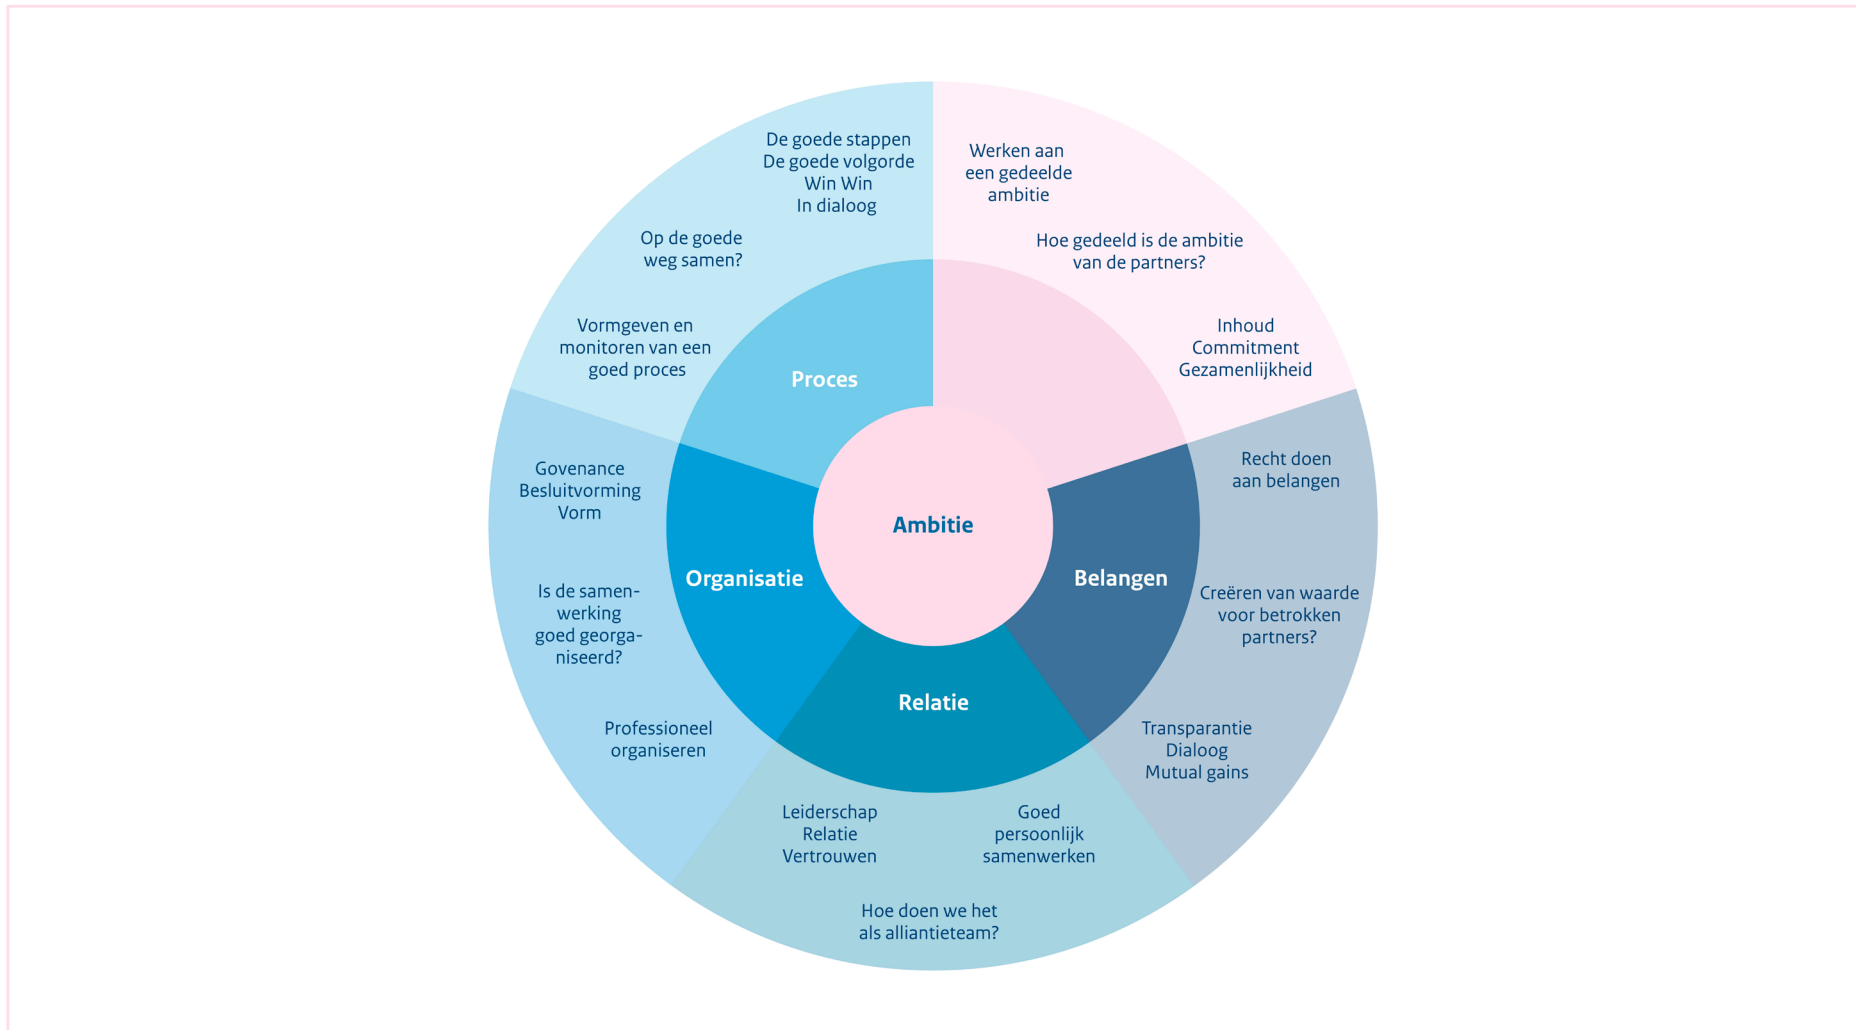 De goede stappen
De goede volgorde
Win Win
In dialoog
Op de goede
weg samen?
Vormgeven en
monitoren van een
goed proces
Proces
Werken aan
een gedeelde
ambitie
Hoe gedeeld is de ambitie
van de partners?
Inhoud
Commitment
Gezamenlijkheid
Ambitie
Recht doen
aan belangen
Creëren van waarde
voor betrokken
partners?
Transparantie
Dialoog
Mutual gains
Belangen
Relatie
Goed
persoonlijk
samenwerken
Hoe doen we het
als alliantieteam?
Leiderschap
Relatie
Vertrouwen
Organisatie
Govenance
Besluitvorming
Vorm
Is de samen-
werking
goed georga-
niseerd?
Professioneel
organiseren